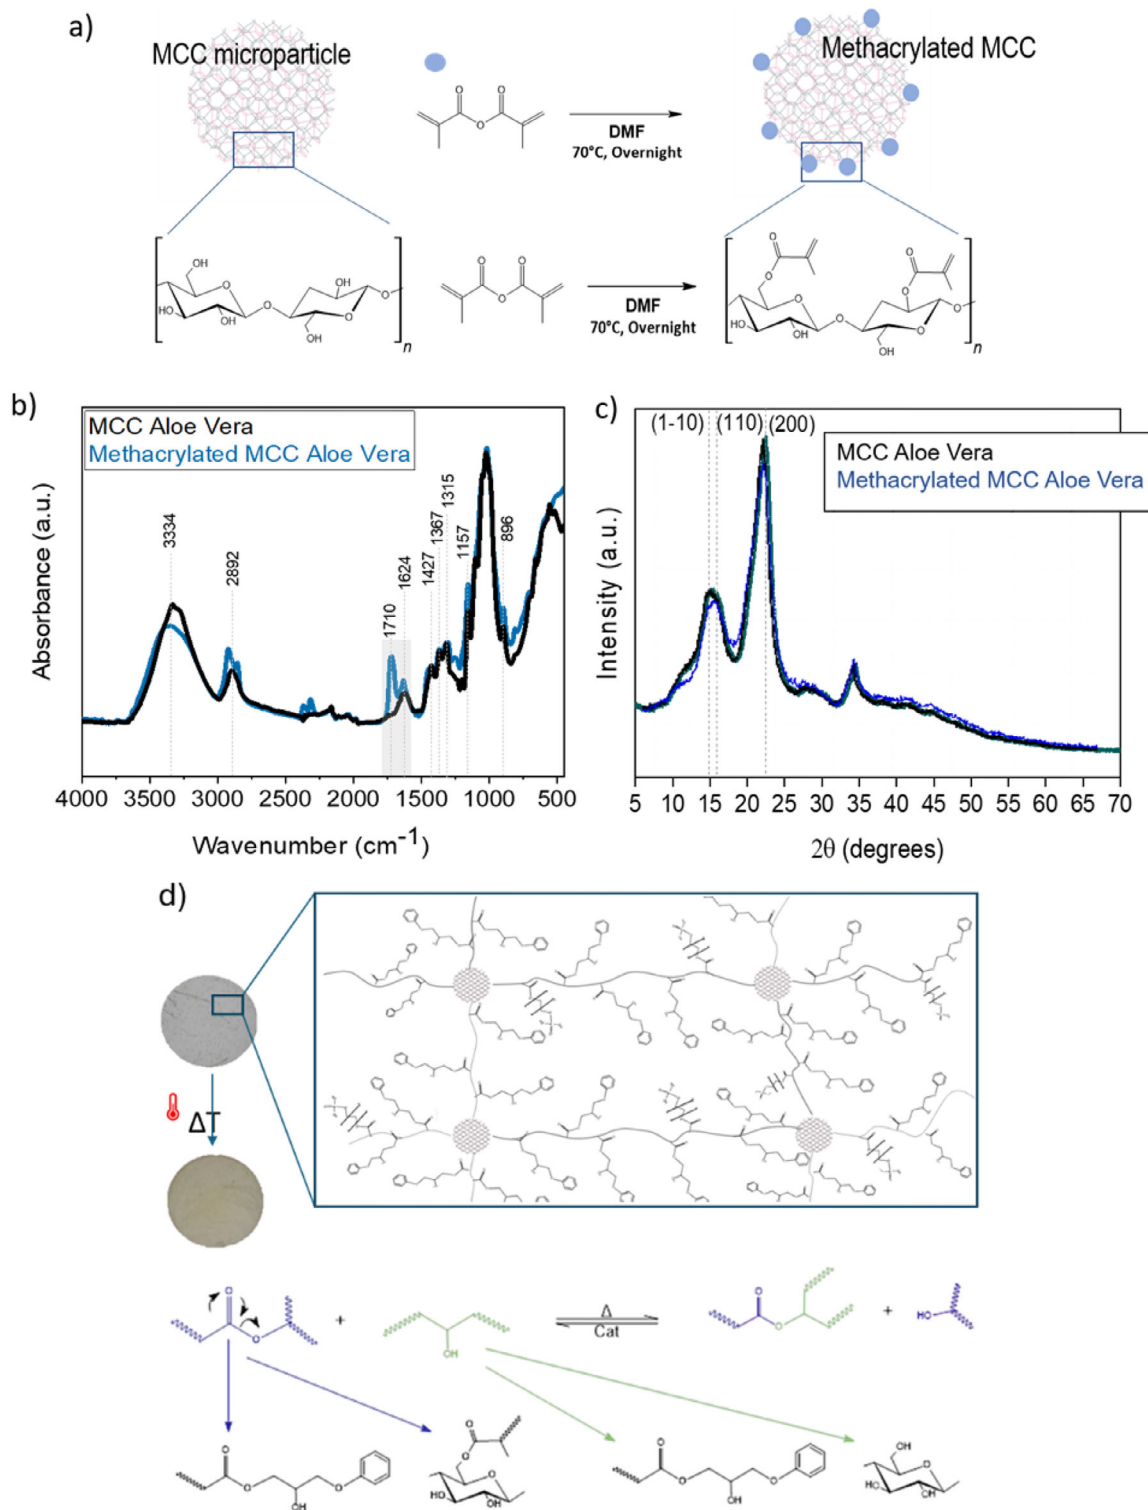 a)
MCC microparticle
Methacrylated MCC
O O
O
DMF
70°C, Overnight
OH
HO
OH
O
O
OH
O
O
OH
n
O O
O
DMF
70°C, Overnight
O
O
O
O
HO
OH
O
O
O
O
OH
n
b)
MCC Aloe Vera
Methacrylated MCC Aloe Vera
3334
2892
1710
1624
1427
1367
1315
1157
896
Absorbance (a.u.)
4000 3500 3000 2500 2000 1500 1000 500
Wavenumber (cm-1)
c)
(1-10) (110) (200)
MCC Aloe Vera
Methacrylated MCC Aloe Vera
Intensity (a.u.)
5 10 15 20 25 30 35 40 45 50 55 60 65 70
2θ (degrees)
d)
ΔT
O
O
+
OH
Δ
Cat
O
O
+
HO
O
O
OH
O
O
O
O
HO
OH
O
O
O
OH
O
OH
O
HO
OH
O